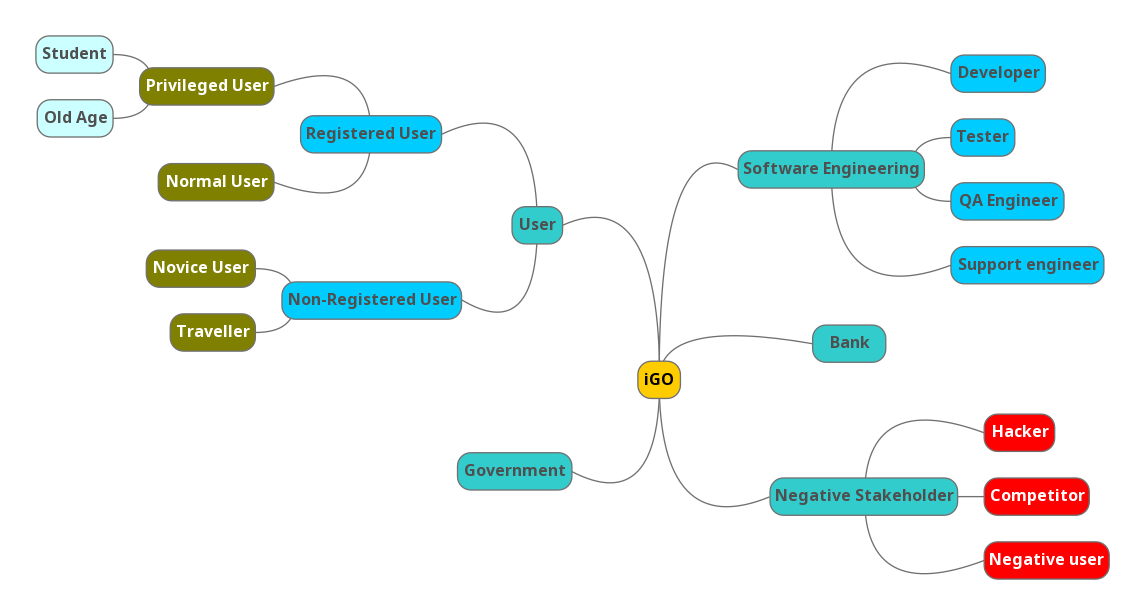 Student
Privileged User
Old Age
Registered User
Normal User
User
Novice User
Non-Registered User
Traveller
Government
iGO
Software Engineering
Developer
Tester
QA Engineer
Support engineer
Bank
Negative Stakeholder
Hacker
Competitor
Negative user